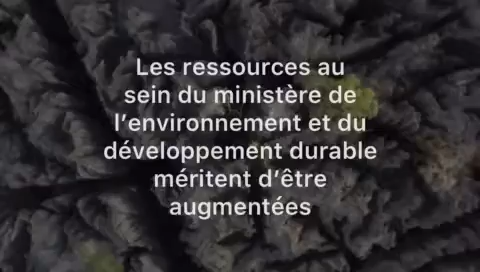 Les ressources au
sein du ministère de
l’environnement et du
développement durable
méritent d’être
augmentées